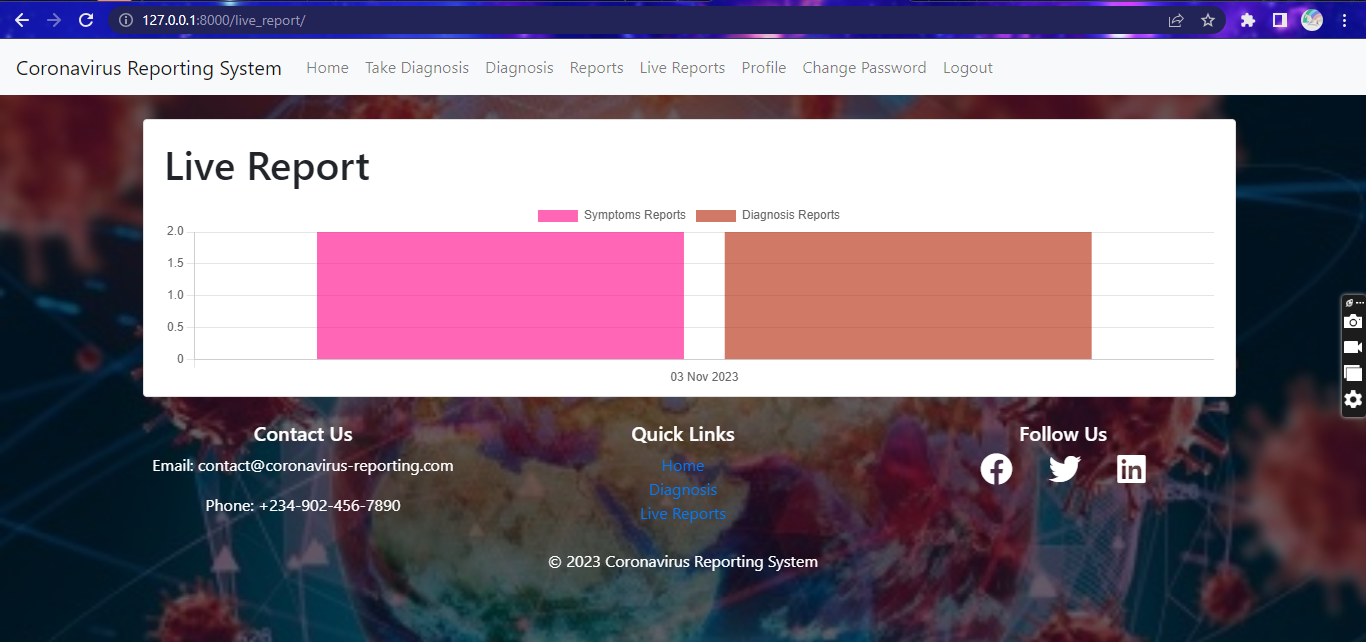 127.0.0.1:8000/live_report/
Coronavirus Reporting System Home Take Diagnosis Diagnosis Reports Live Reports Profile Change Password Logout
Live Report
Symptoms Reports Diagnosis Reports
2.0
1.5
1.0
0.5
0
03 Nov 2023
Contact Us
Email: contact@coronavirus-reporting.com
Phone: +234-902-456-7890
Quick Links
Home
Diagnosis
Live Reports
Follow Us
© 2023 Coronavirus Reporting System